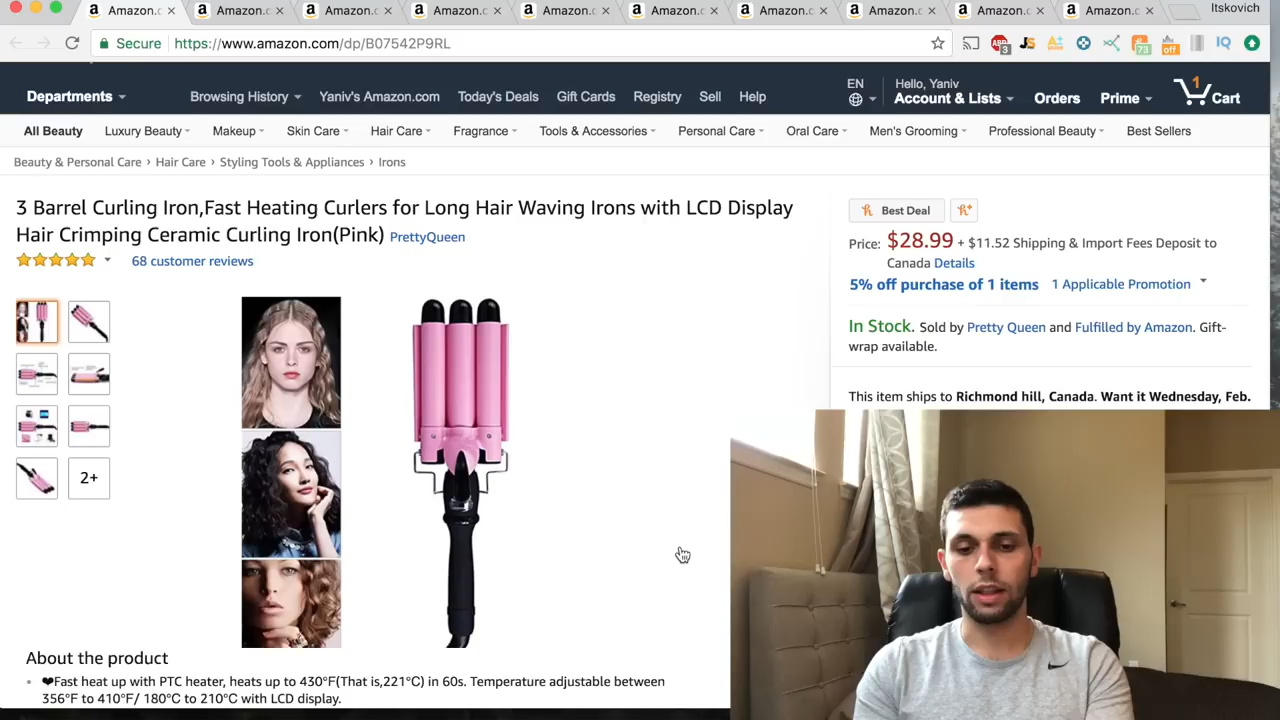 Amazon.c
Amazon.c
Amazon.c
Amazon.c
Amazon.c
Amazon.c
Amazon.c
Amazon.c
Amazon.c
Amazon.c
Itskovich
Secure
https://www.amazon.com/dp/B07542P9RL
3
JS
73
off
IQ
Departments
Browsing History
Yaniv's Amazon.com
Today's Deals
Gift Cards
Registry
Sell
Help
EN
Hello, Yaniv
Account & Lists
Orders
Prime
1
Cart
All Beauty
Luxury Beauty
Makeup
Skin Care
Hair Care
Fragrance
Tools & Accessories
Personal Care
Oral Care
Men's Grooming
Professional Beauty
Best Sellers
Beauty & Personal Care › Hair Care › Styling Tools & Appliances › Irons
3 Barrel Curling Iron,Fast Heating Curlers for Long Hair Waving Irons with LCD Display
Hair Crimping Ceramic Curling Iron(Pink) PrettyQueen
68 customer reviews
2+
Best Deal
Price: $28.99 + $11.52 Shipping & Import Fees Deposit to
Canada Details
5% off purchase of 1 items 1 Applicable Promotion
In Stock. Sold by Pretty Queen and Fulfilled by Amazon. Gift-
wrap available.
This item ships to Richmond hill, Canada. Want it Wednesday, Feb.
About the product
❤Fast heat up with PTC heater, heats up to 430°F(That is,221°C) in 60s. Temperature adjustable between
356°F to 410°F/ 180°C to 210°C with LCD display.